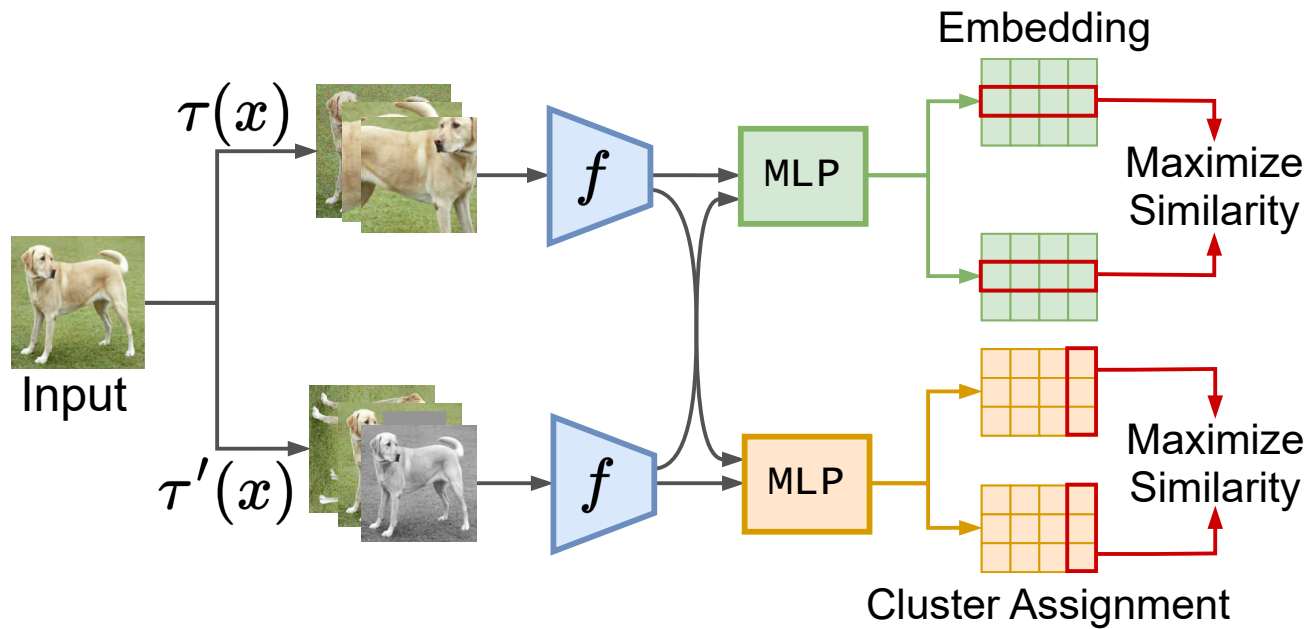 Embedding
τ(x)
f
MLP
Maximize
Similarity
Input
τ′(x)
f
MLP
Maximize
Similarity
Cluster Assignment